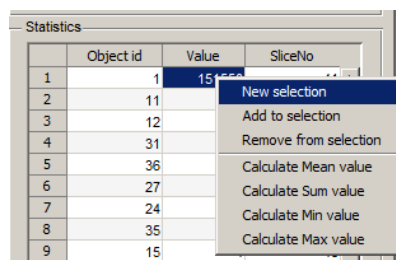 Statistics
Object id Value SliceNo
1 1
2 11
3 12
4 31
5 36
6 27
7 24
8 35
9 15
New selection
Add to selection
Remove from selection
Calculate Mean value
Calculate Sum value
Calculate Min value
Calculate Max value